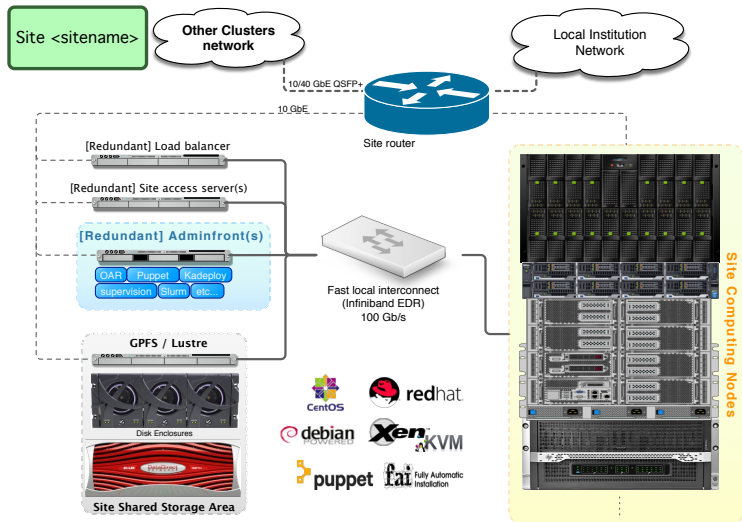 Site <sitename>
Other Clusters
network
Local Institution
Network
10/40 GbE QSFP+
10 GbE
Site router
[Redundant] Load balancer
[Redundant] Site access server(s)
[Redundant] Adminfront(s)
OAR
Puppet
Kadeploy
supervision
Slurm
etc...
Fast local interconnect
(Infiniband EDR)
100 Gb/s
Site Computing Nodes
GPFS / Lustre
Disk Enclosures
DataDirect
Site Shared Storage Area
CentOS
redhat.
debian
POWERED
Xen
KVM
puppet
fai
Fully Automatic
Installation